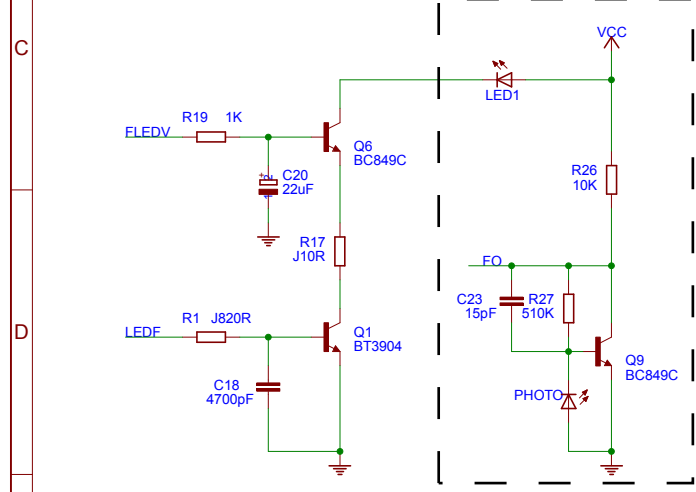 C
VCC
LED1
R19 1K
FLEDV
Q6
BC849C
C20
22uF
R26
10K
R17
J10R
FO
C23
15pF
R27
510K
D
R1 J820R
LEDF
Q1
BT3904
Q9
BC849C
C18
4700pF
PHOTO